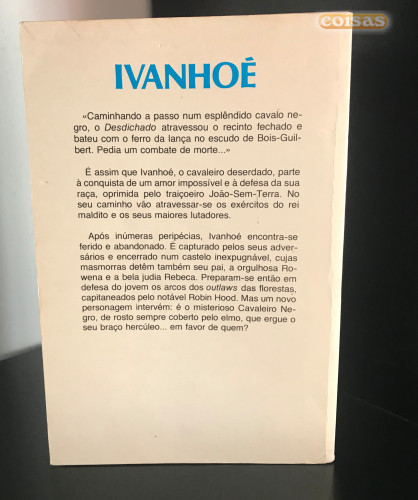 coisas
IVANHOÉ
«Caminhando a passo num esplêndido cavalo ne-
gro, o Desdichado atravessou o recinto fechado e
bateu com o ferro da lança no escudo de Bois-Guil-
bert. Pedia um combate de morte...»
É assim que Ivanhoé, o cavaleiro deserdado, parte
à conquista de um amor impossível e à defesa da sua
raça, oprimida pelo traiçoeiro João-Sem-Terra. No
seu caminho vão atravessar-se os exércitos do rei
maldito e os seus maiores lutadores.
Após inúmeras peripécias, Ivanhoé encontra-se
ferido e abandonado. É capturado pelos seus adver-
sários e encerrado num castelo inexpugnável, cujas
masmorras detêm também seu pai, a orgulhosa Ro-
wena e a bela judia Rebeca. Preparam-se então em
defesa do jovem os arcos dos outlaws das florestas,
capitaneados pelo notável Robin Hood. Mas um novo
personagem intervém: é o misterioso Cavaleiro Ne-
gro, de rosto sempre coberto pelo elmo, que ergue o
seu braço hercúleo... em favor de quem?